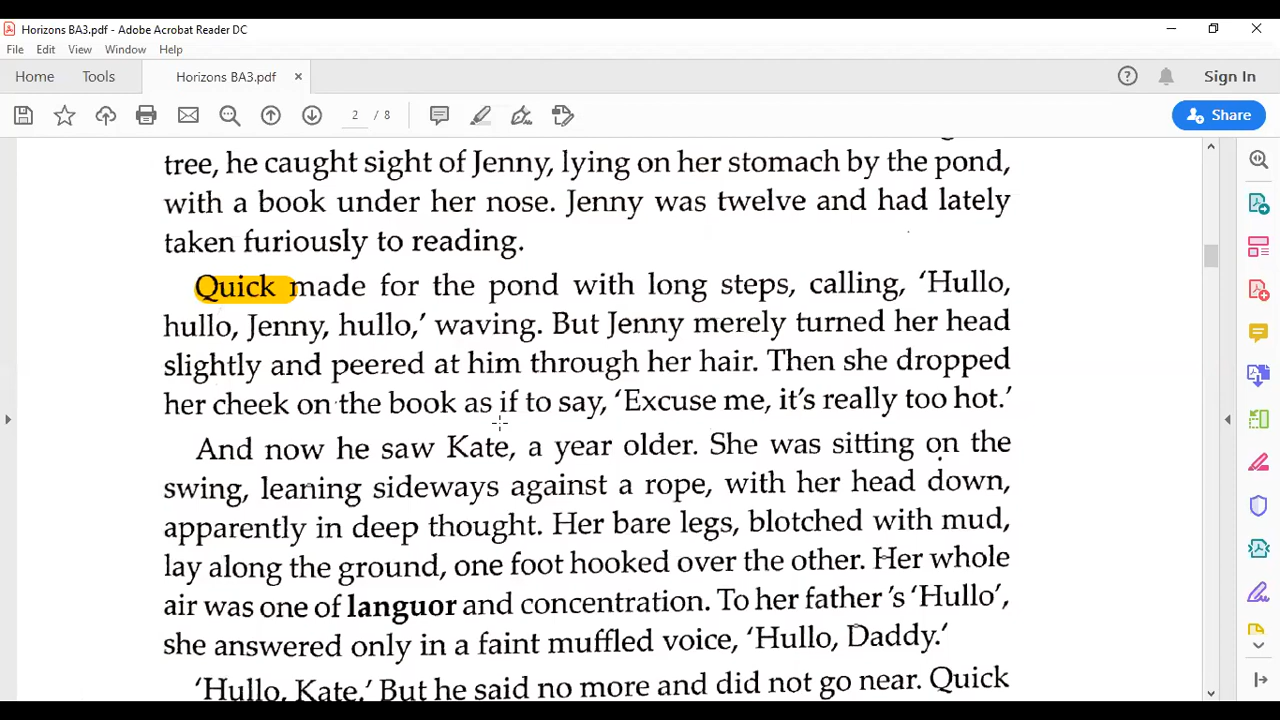 Horizons BA3.pdf - Adobe Acrobat Reader DC
File Edit View Window Help
Home Tools Horizons BA3.pdf × Sign In
2 / 8 Share
tree, he caught sight of Jenny, lying on her stomach by the pond,
with a book under her nose. Jenny was twelve and had lately
taken furiously to reading.
Quick made for the pond with long steps, calling, ‘Hullo,
hullo, Jenny, hullo,’ waving. But Jenny merely turned her head
slightly and peered at him through her hair. Then she dropped
her cheek on the book as if to say, ‘Excuse me, it’s really too hot.’
And now he saw Kate, a year older. She was sitting on the
swing, leaning sideways against a rope, with her head down,
apparently in deep thought. Her bare legs, blotched with mud,
lay along the ground, one foot hooked over the other. Her whole
air was one of languor and concentration. To her father ’s ‘Hullo’,
she answered only in a faint muffled voice, ‘Hullo, Daddy.’
‘Hullo, Kate.’ But he said no more and did not go near. Quick